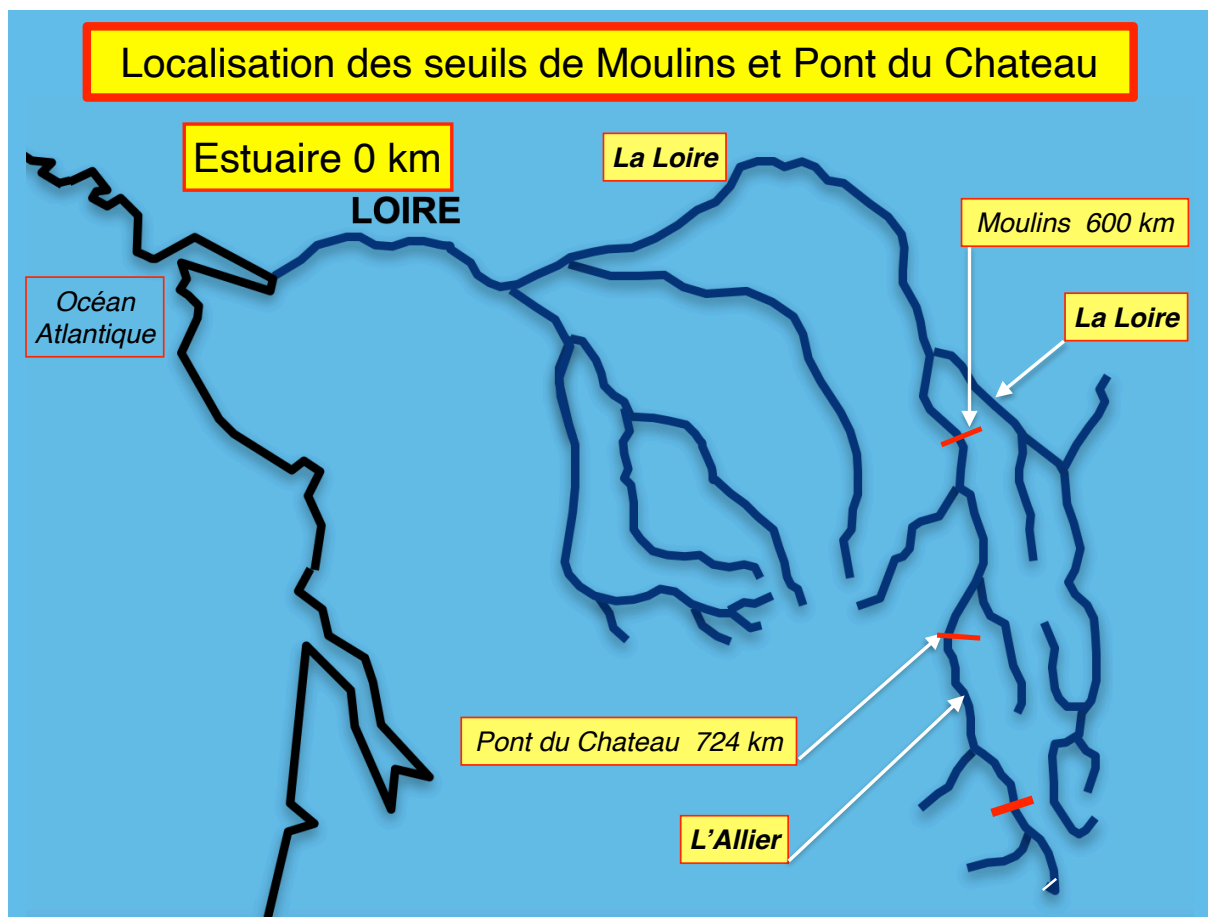 Localisation des seuils de Moulins et Pont du Chateau
Estuaire 0 km
La Loire
LOIRE
Moulins  600 km
Océan
Atlantique
La Loire
Pont du Chateau  724 km
L’Allier